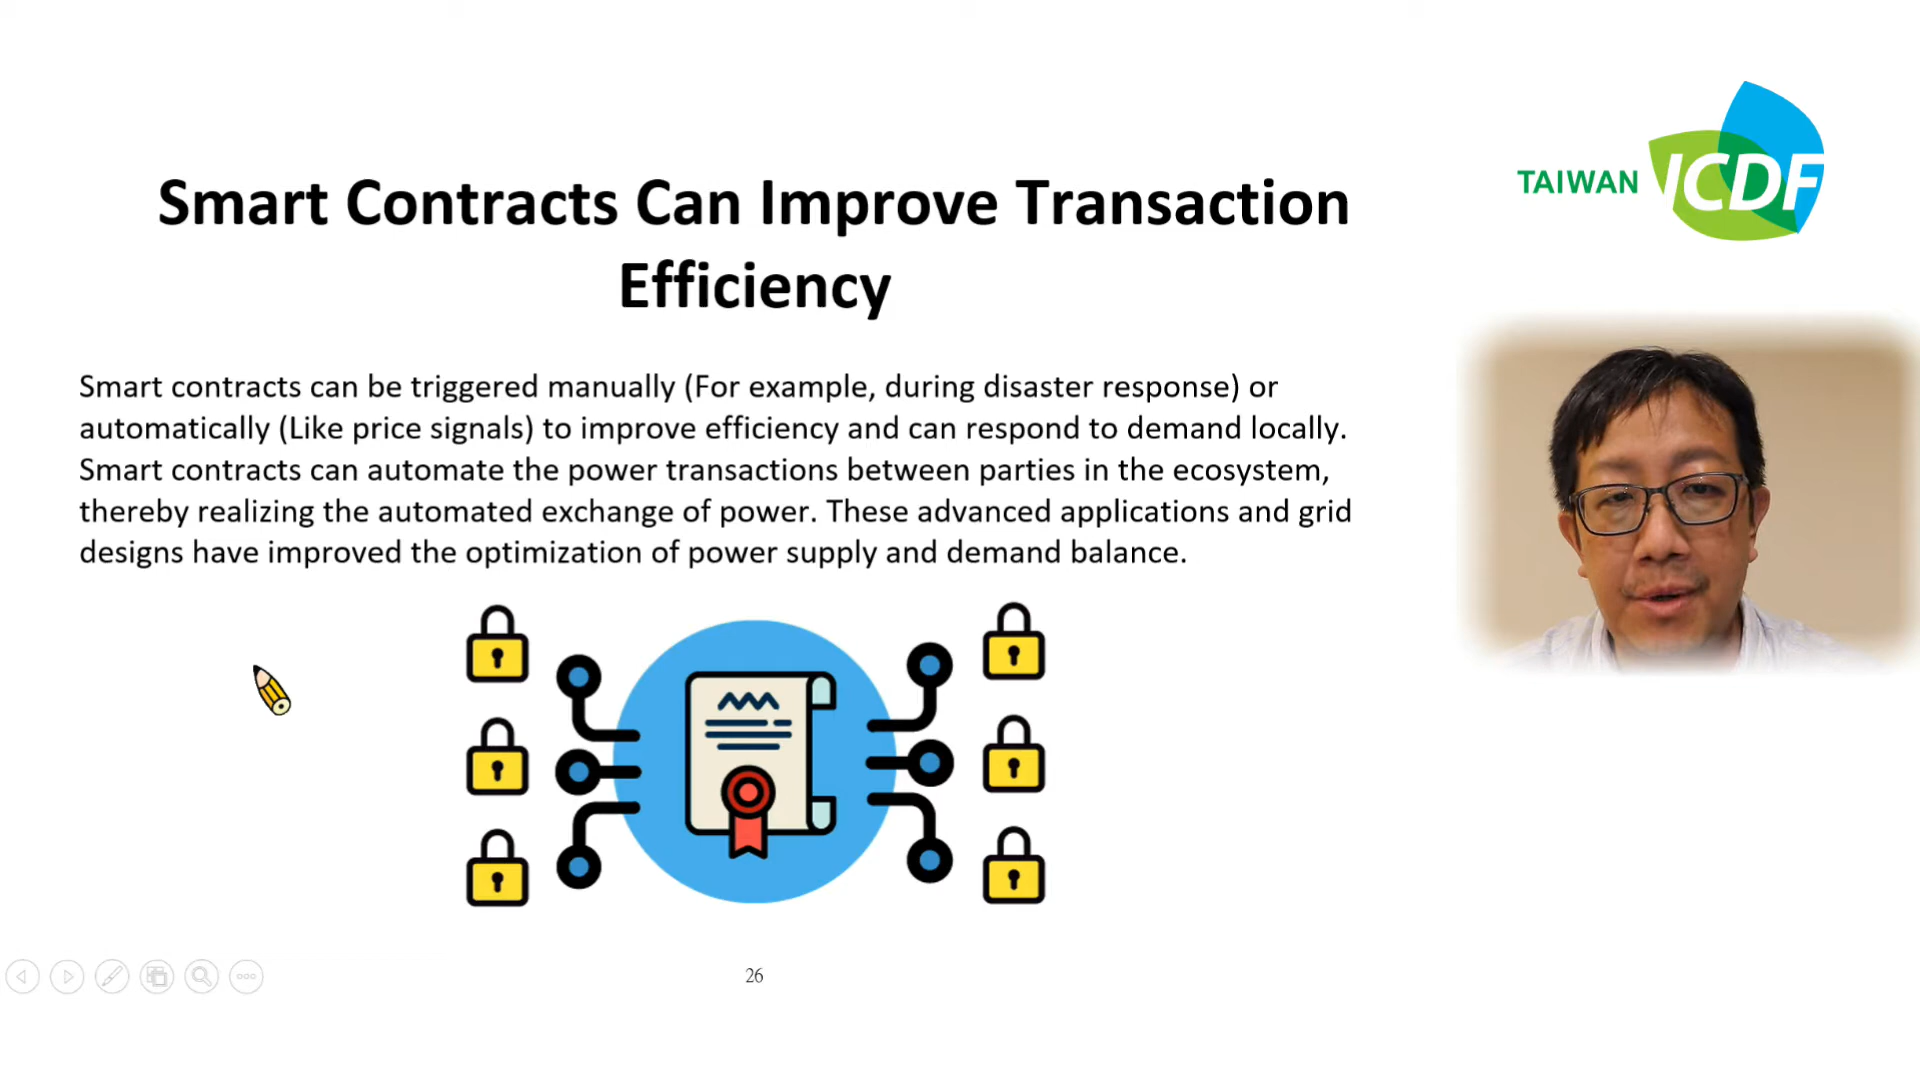 Smart Contracts Can Improve Transaction
Efficiency
TAIWAN ICDF
Smart contracts can be triggered manually (For example, during disaster response) or
automatically (Like price signals) to improve efficiency and can respond to demand locally.
Smart contracts can automate the power transactions between parties in the ecosystem,
thereby realizing the automated exchange of power. These advanced applications and grid
designs have improved the optimization of power supply and demand balance.
26